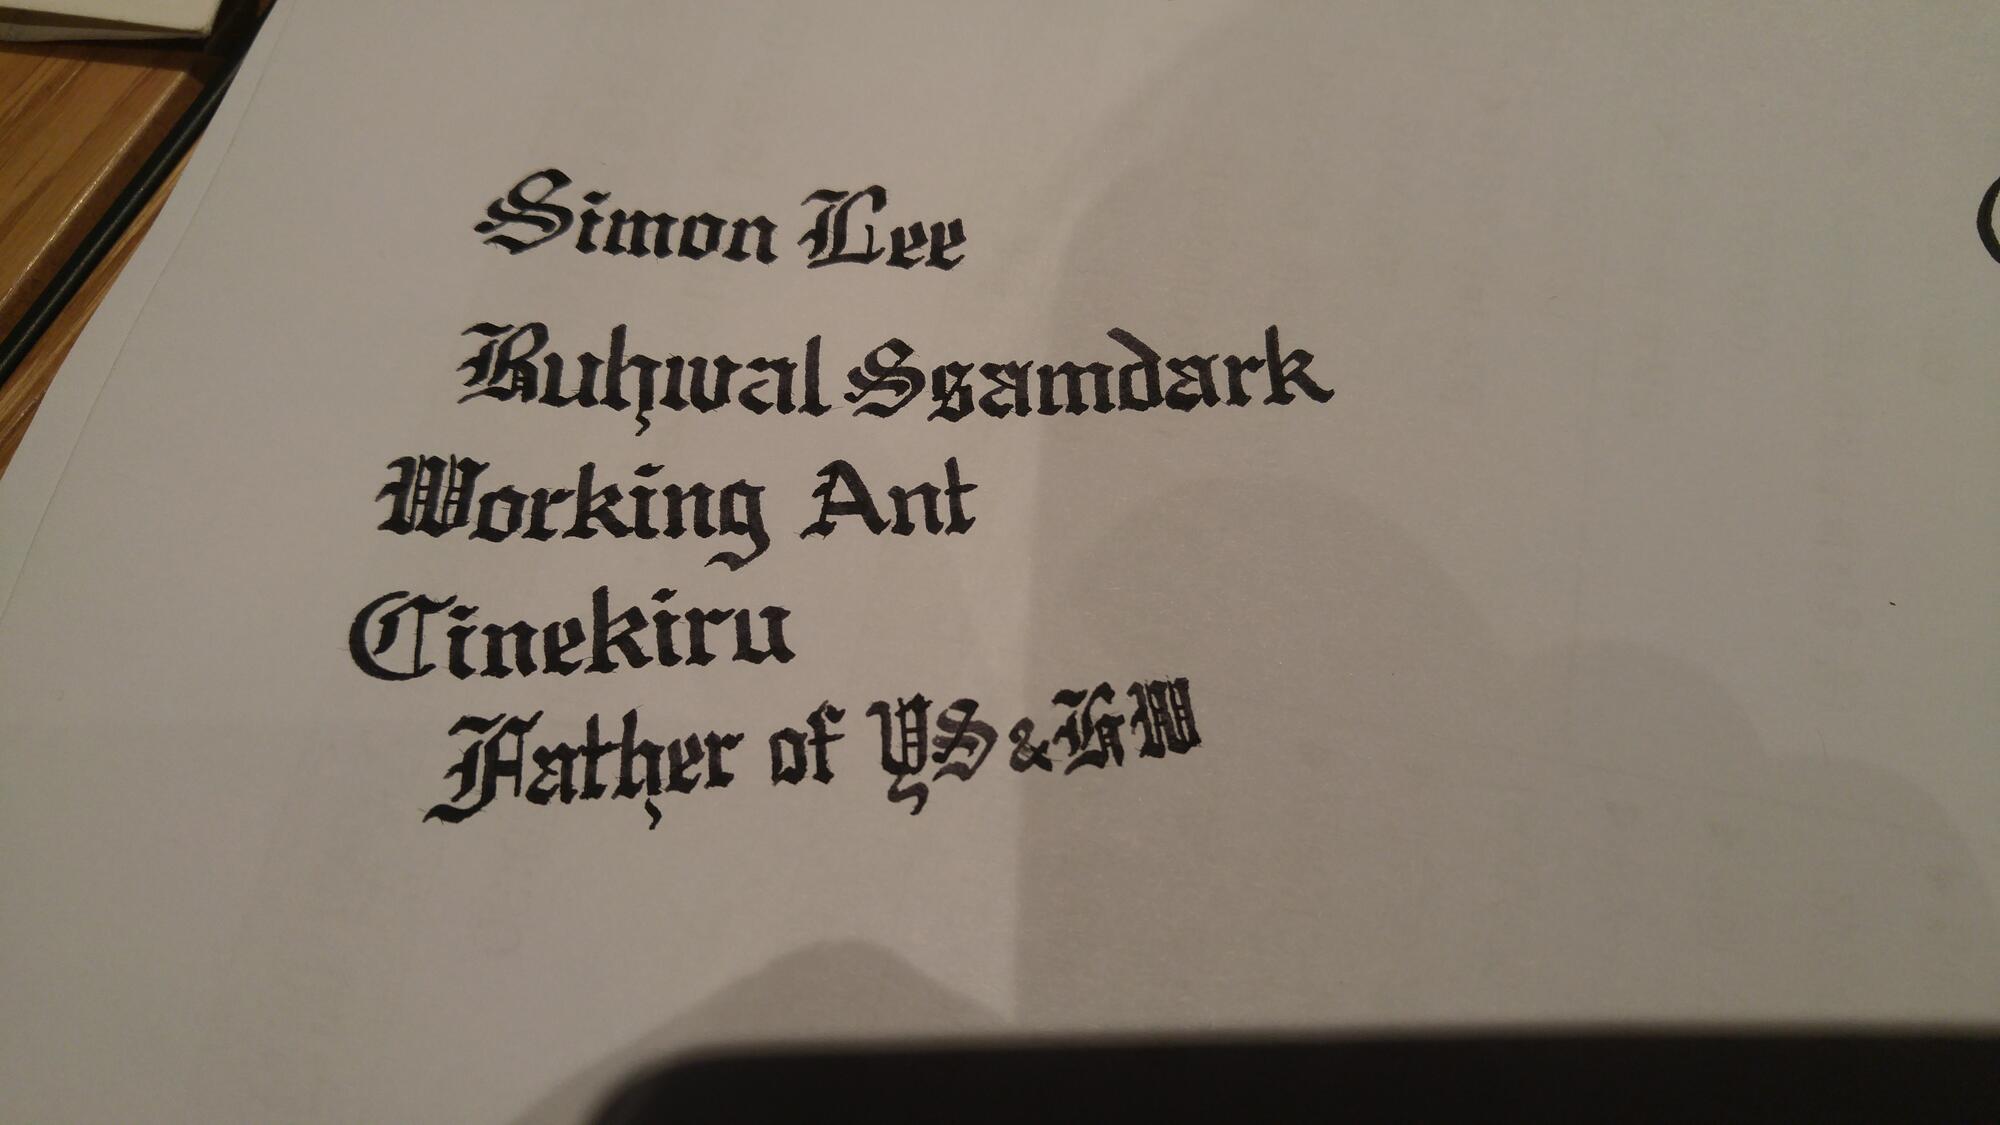 Simon Lee
Buhwal Ssamdark
Working Ant
Cinekiru
Father of YS & HW